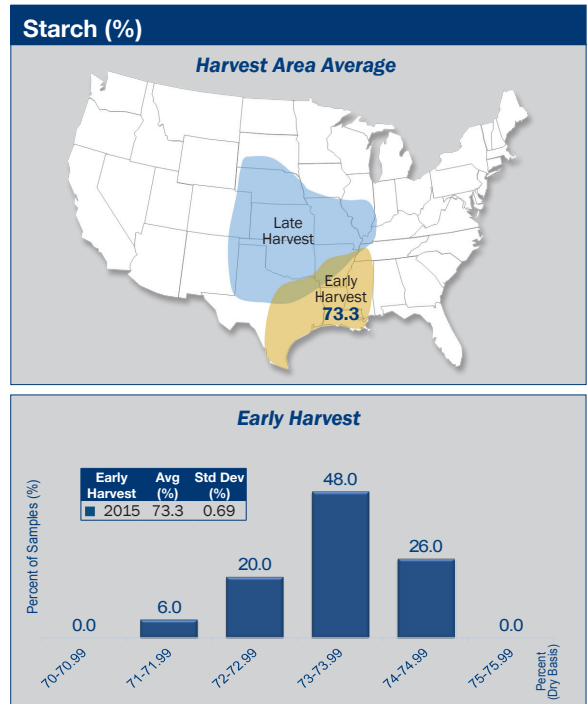 Starch (%)
Harvest Area Average
Late
Harvest
Early
Harvest
73.3
Early Harvest
Percent of Samples (%)
Early Harvest Avg (%) Std Dev (%)
2015 73.3 0.69
0.0
6.0
20.0
48.0
26.0
0.0
70-70.99
71-71.99
72-72.99
73-73.99
74-74.99
75-75.99
Percent
(Dry Basis)